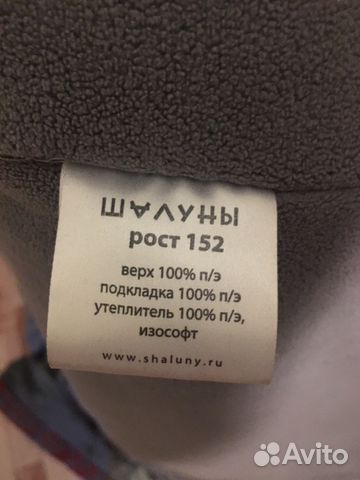 ШАЛУНЫ
рост 152
верх 100% п/э
подкладка 100% п/э
утеплитель 100% п/э,
изософт
www.shaluny.ru
Avito